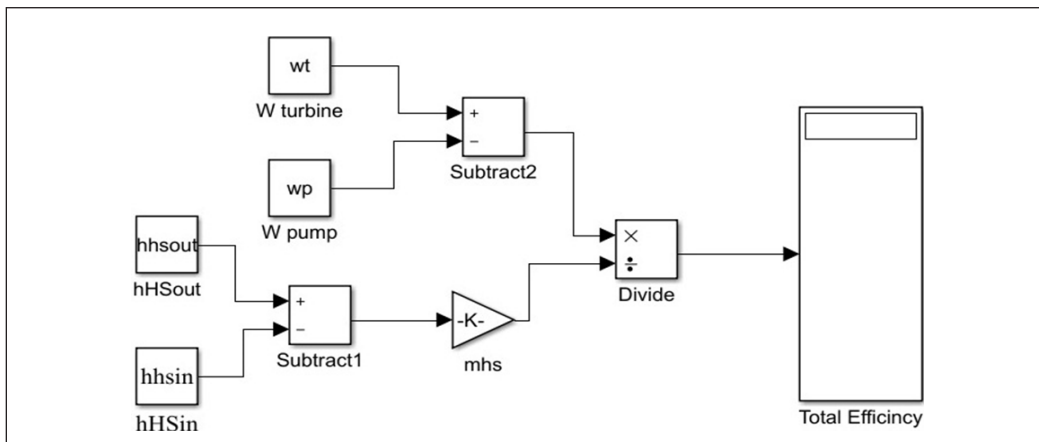 wt
W turbine
+
−
Subtract2
wp
W pump
hhsout
hHSout
+
−
Subtract1
hhsin
hHSin
-K-
mhs
×
÷
Divide
Total Efficincy